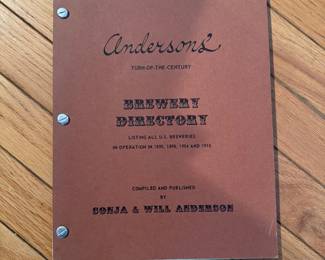 Andersons'
TURN-OF-THE-CENTURY
BREWERY
DIRECTORY
LISTING ALL U.S. BREWERIES
IN OPERATION IN 1890, 1898, 1904 AND 1910
COMPILED AND PUBLISHED
BY
SONJA & WILL ANDERSON